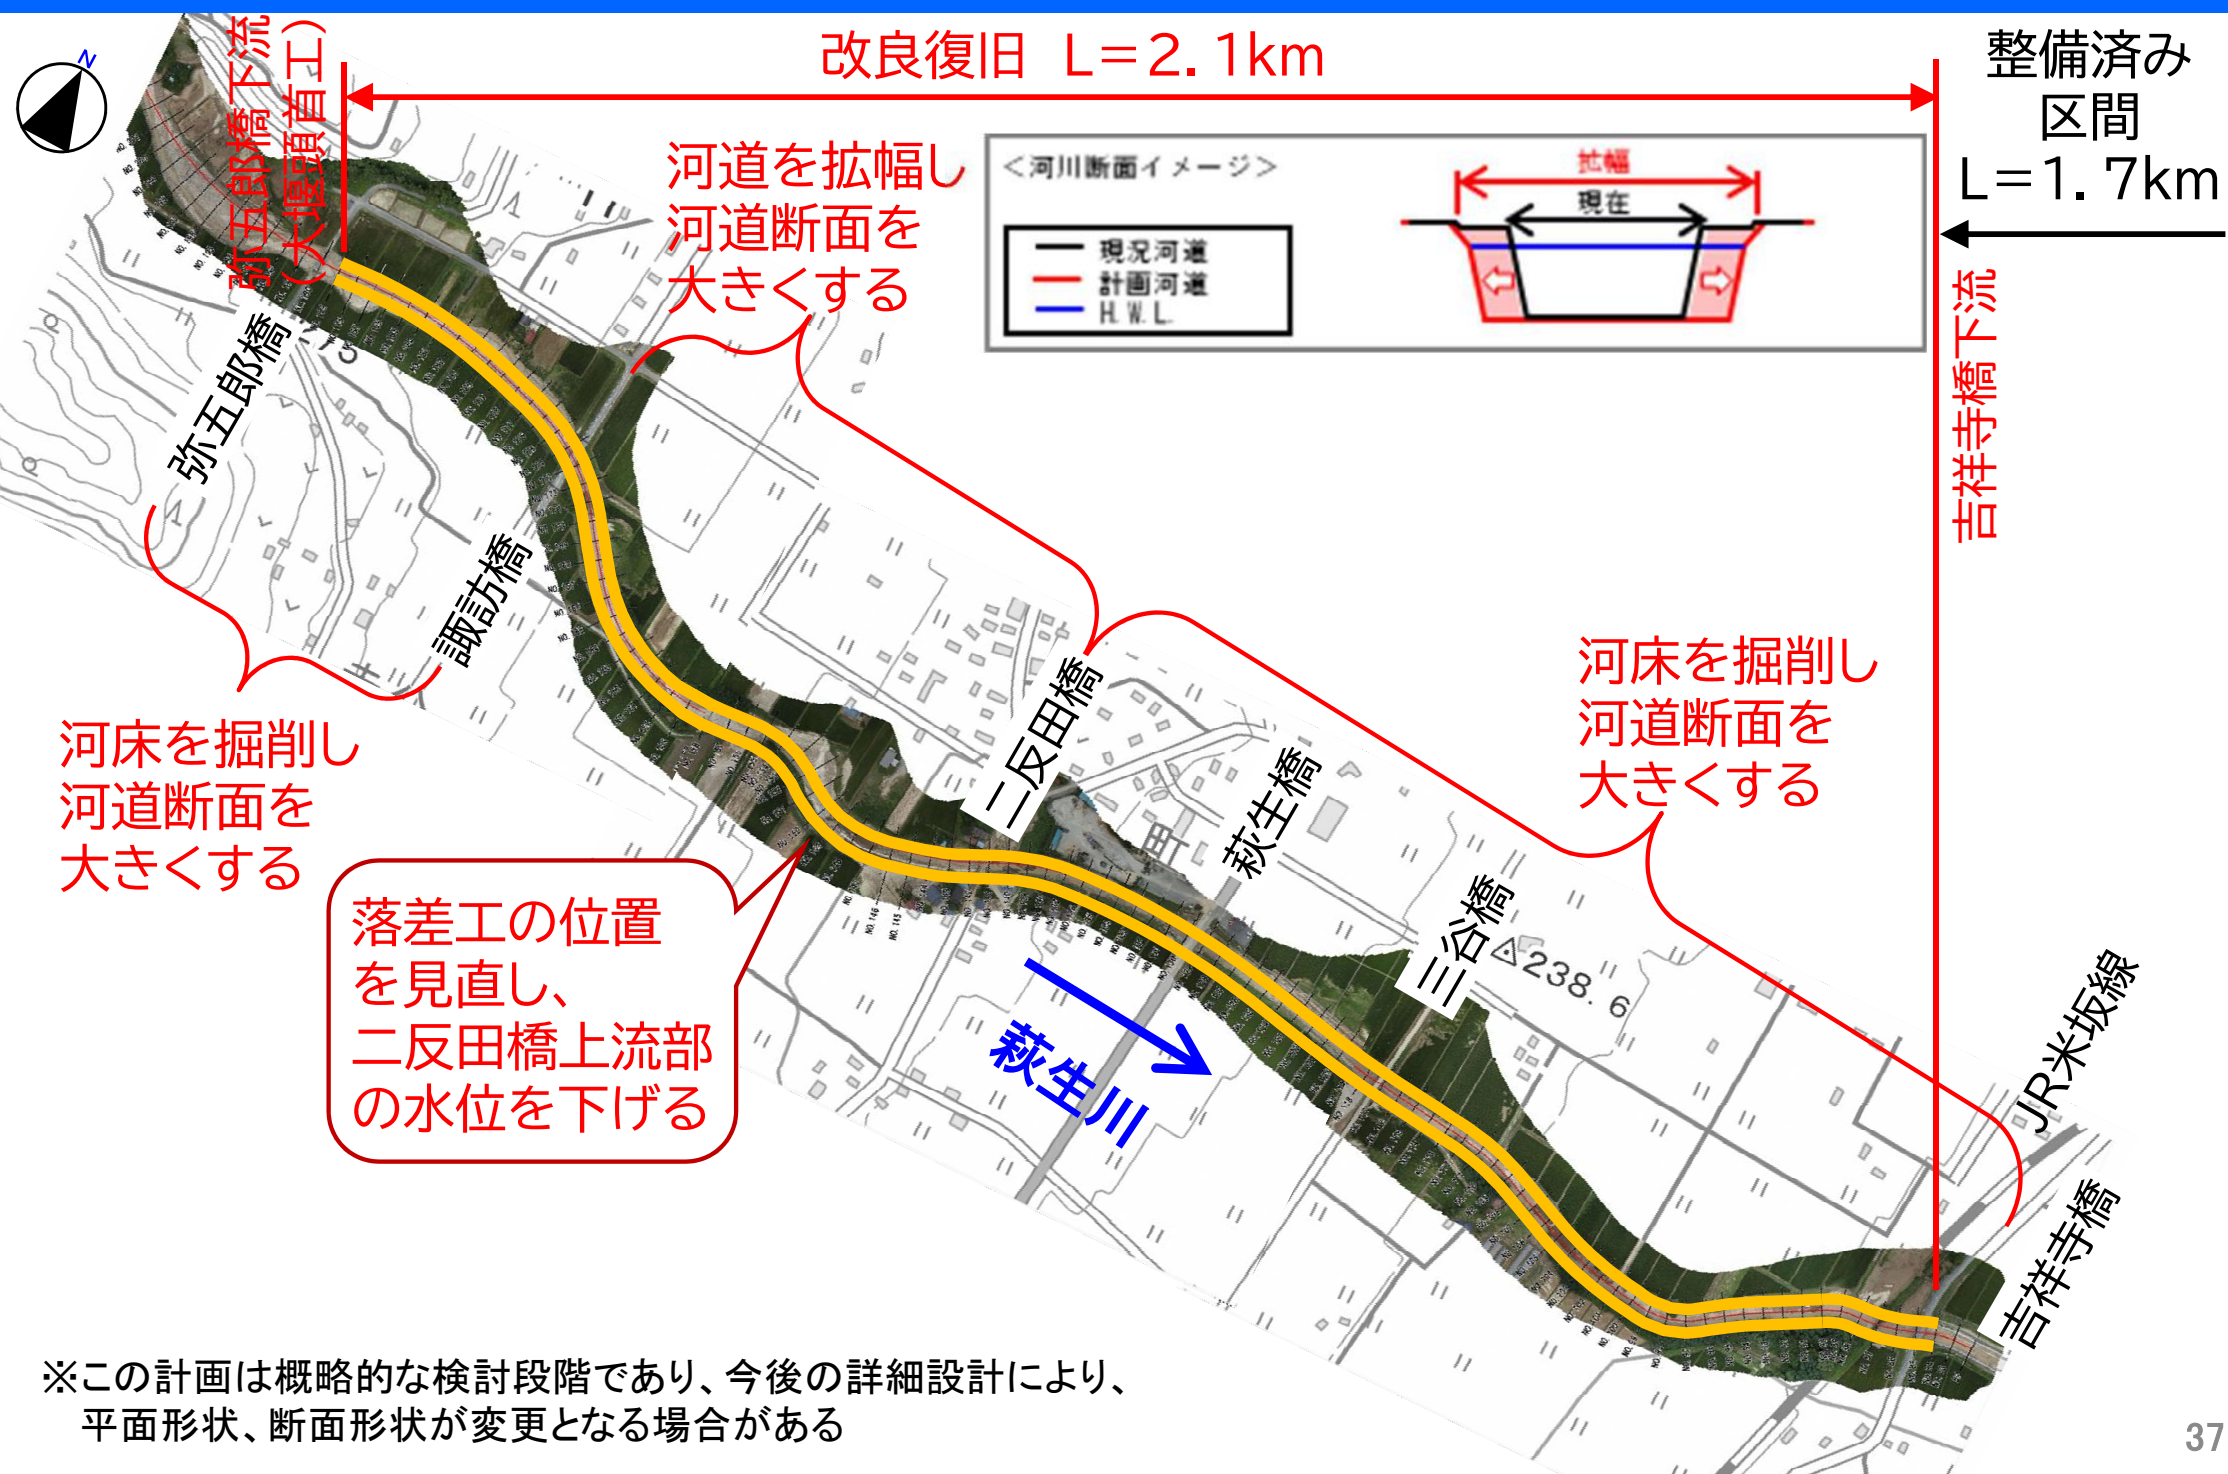 改良復旧　L＝2．1km
整備済み
区間
L＝1．7km
N
弥五郎橋下流
（大堰頭首工）
河道を拡幅し
河道断面を
大きくする
＜河川断面イメージ＞
現況河道
計画河道
H.W.L.
拡幅
現在
吉祥寺橋下流
弥五郎橋
諏訪橋
二反田橋
萩生橋
三谷橋
238.6
JR米坂線
吉祥寺橋
河床を掘削し
河道断面を
大きくする
河床を掘削し
河道断面を
大きくする
落差工の位置
を見直し、
二反田橋上流部
の水位を下げる
NO.146
NO.145
萩生川
※この計画は概略的な検討段階であり、今後の詳細設計により、
平面形状、断面形状が変更となる場合がある
37